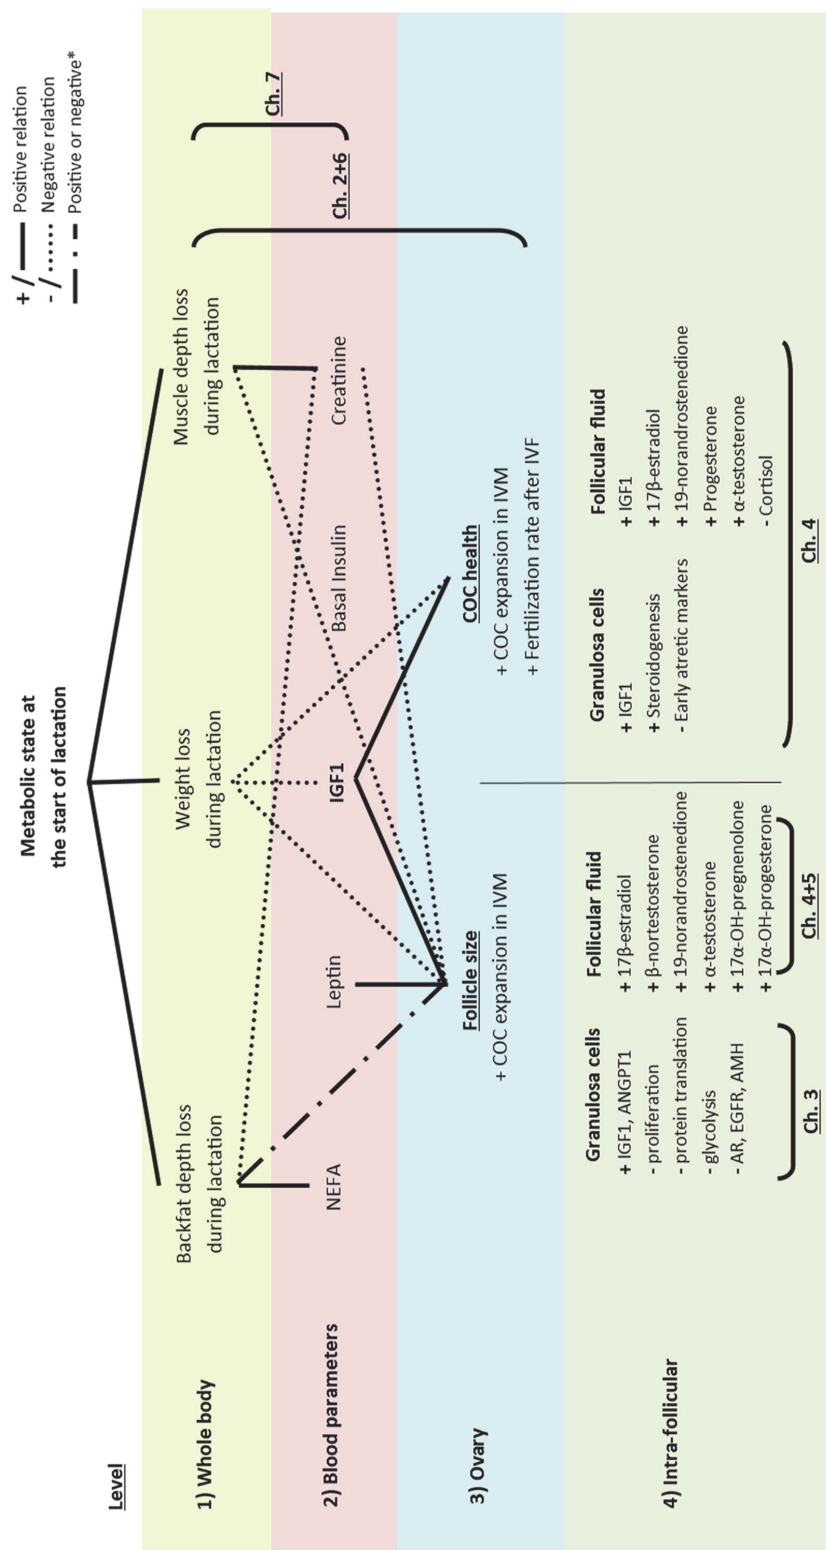 + / Positive relation
- / Negative relation
Positive or negative*
Metabolic state at
the start of lactation
Level
1) Whole body
Backfat depth loss
during lactation
Weight loss
during lactation
Muscle depth loss
during lactation
Ch. 7
2) Blood parameters
NEFA
Leptin
IGF1
Basal Insulin
Creatinine
Ch. 2+6
3) Ovary
Follicle size
+ COC expansion in IVM
COC health
+ COC expansion in IVM
+ Fertilization rate after IVF
4) Intra-follicular
Granulosa cells
+ IGF1, ANGPT1
- proliferation
- protein translation
- glycolysis
- AR, EGFR, AMH
Ch. 3
Follicular fluid
+ 17β-estradiol
+ β-nortestosterone
+ 19-norandrostenedione
+ α-testosterone
+ 17α-OH-pregnenolone
+ 17α-OH-progesterone
Ch. 4+5
Granulosa cells
+ IGF1
+ Steroidogenesis
- Early atretic markers
Follicular fluid
+ IGF1
+ 17β-estradiol
+ 19-norandrostenedione
+ Progesterone
+ α-testosterone
- Cortisol
Ch. 4